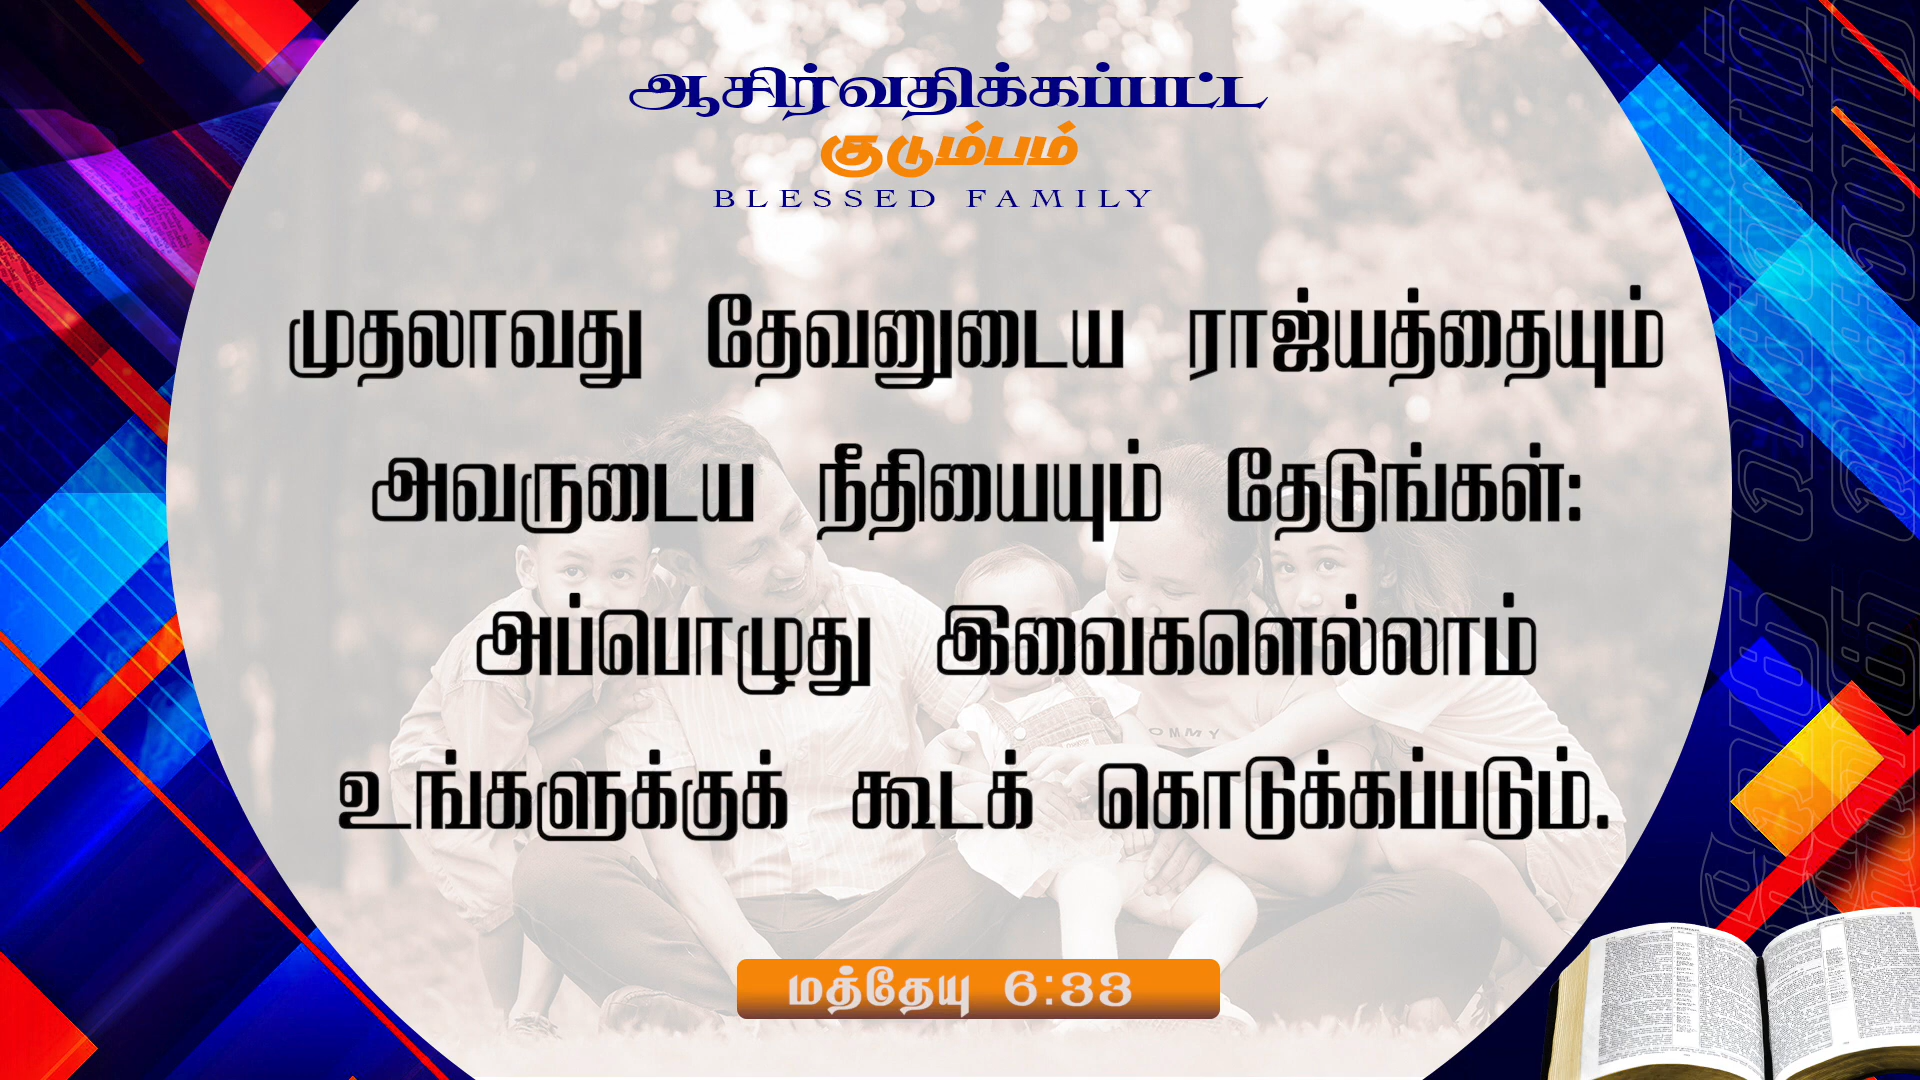 ஆசிர்வதிக்கப்பட்ட
குடும்பம்
BLESSED FAMILY
முதலாவது தேவனுடைய ராஜ்யத்தையும்
அவருடைய நீதியையும் தேடுங்கள்:
அப்பொழுது இவைகளெல்லாம்
உங்களுக்குக் கூடக் கொடுக்கப்படும்.
OMMY
மத்தேயு 6:33